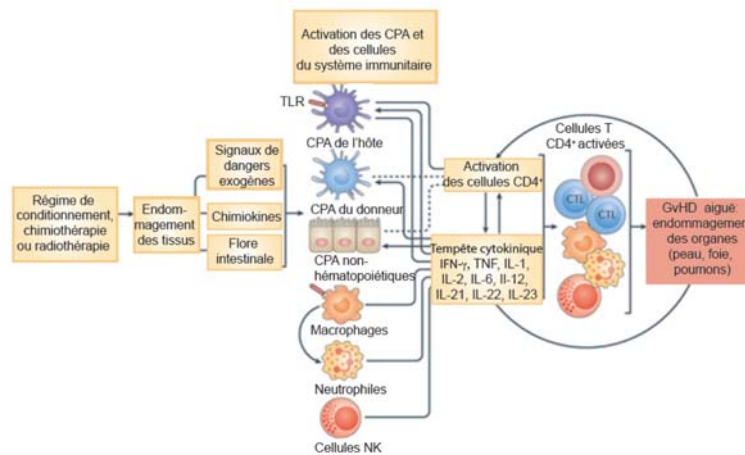 Activation des CPA et
des cellules
du système immunitaire
TLR
CPA de l'hôte
CPA du donneur
CPA non-
hématopoiétiques
Macrophages
Neutrophiles
Cellules NK
Régime de
conditionnement,
chimiothérapie
ou radiothérapie
Endom-
magement
des tissus
Signaux de
dangers
exogènes
Chimiokines
Flore
intestinale
Activation
des cellules CD4+
Tempête cytokinique
IFN-γ, TNF, IL-1,
IL-2, IL-6, Il-12,
IL-21, IL-22, IL-23
Cellules T
CD4+ activées
CTL
CTL
GvHD aiguë:
endommagement
des organes
(peau, foie,
poumons)